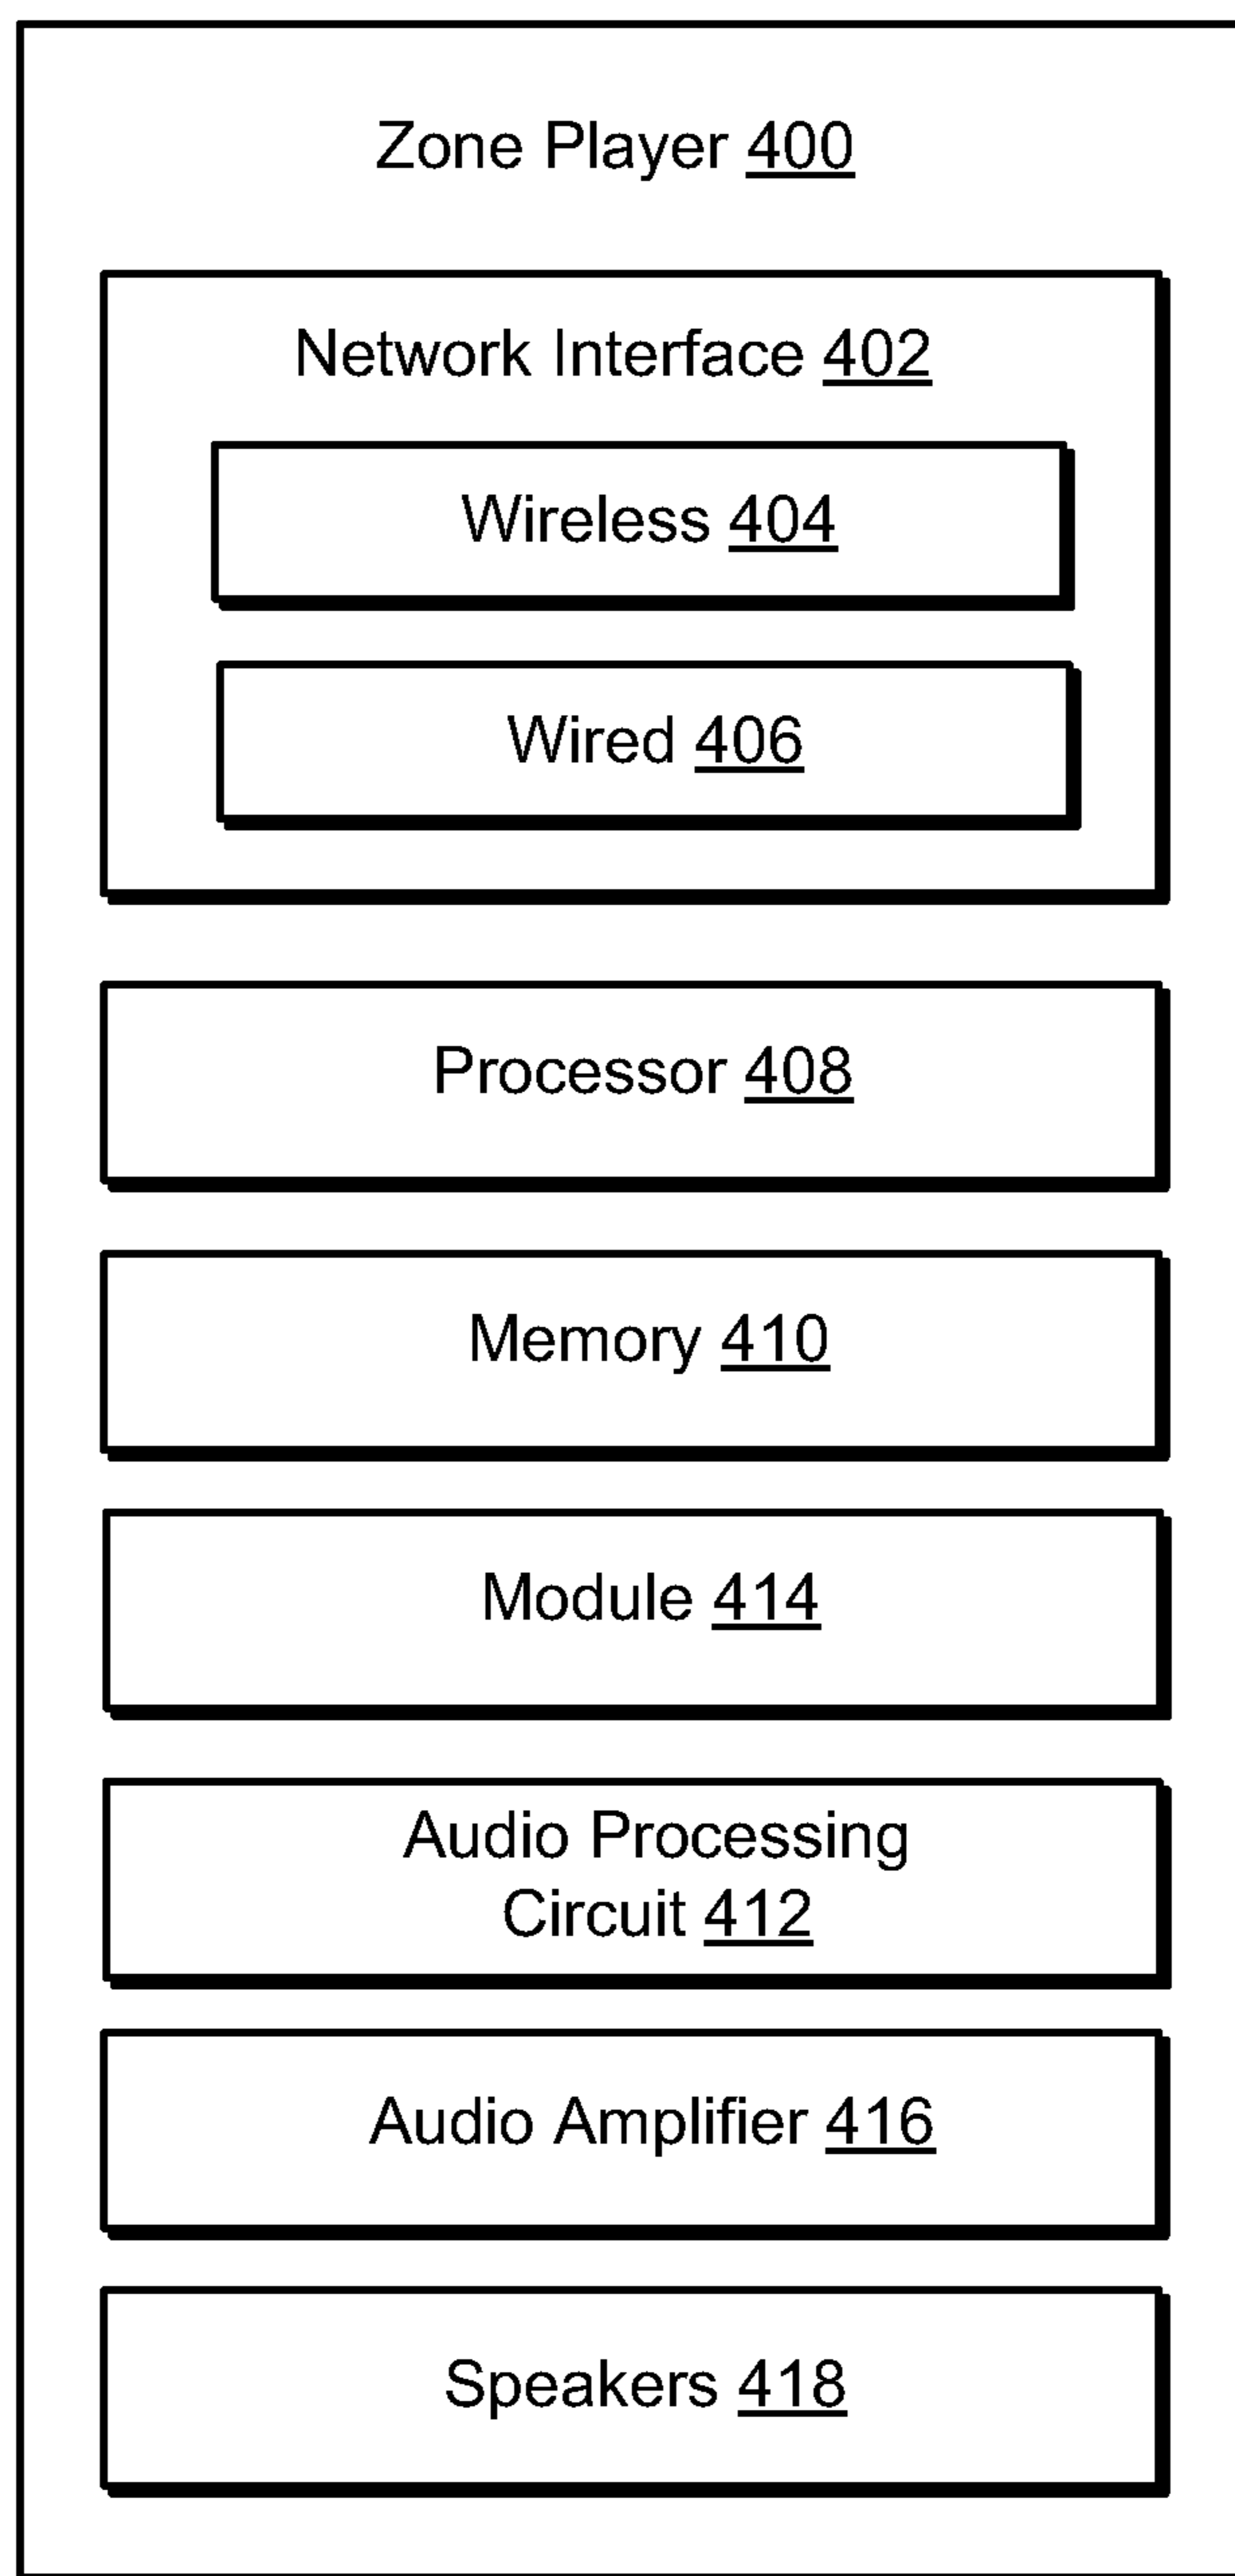 Zone Player 400
Network Interface 402
Wireless 404
Wired 406
Processor 408
Memory 410
Module 414
Audio Processing
Circuit 412
Audio Amplifier 416
Speakers 418